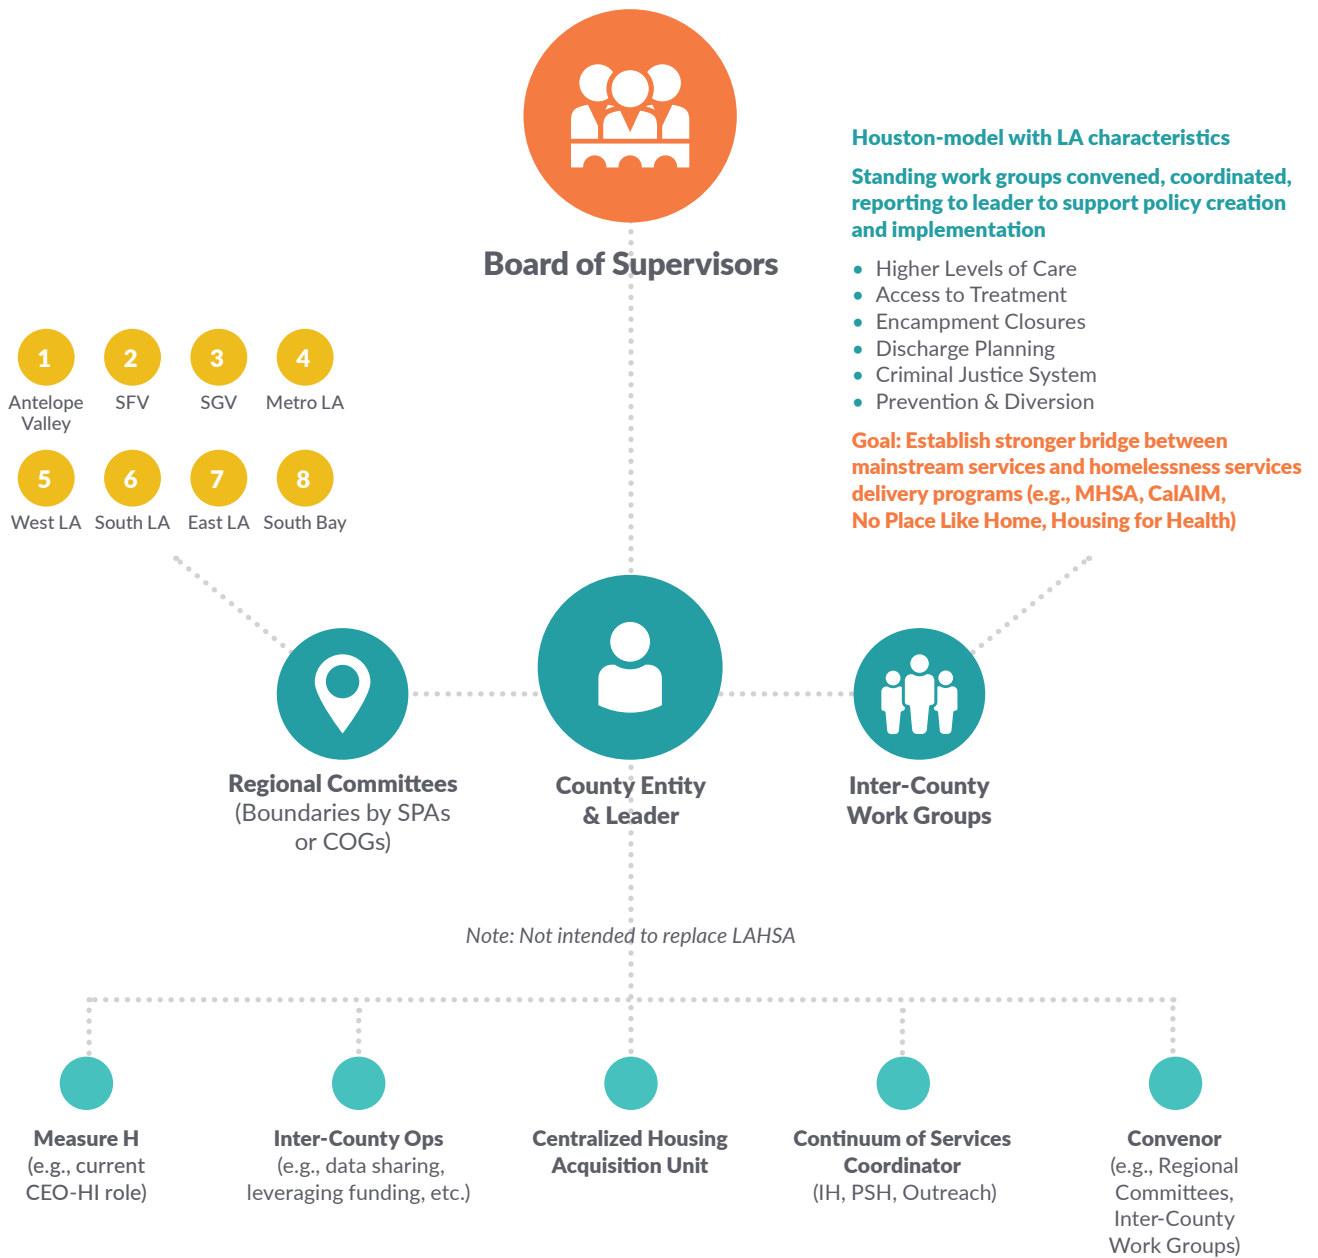 Board of Supervisors
Houston-model with LA characteristics
Standing work groups convened, coordinated,
reporting to leader to support policy creation
and implementation
• Higher Levels of Care
• Access to Treatment
• Encampment Closures
• Discharge Planning
• Criminal Justice System
• Prevention & Diversion
Goal: Establish stronger bridge between
mainstream services and homelessness services
delivery programs (e.g., MHSA, CalAIM,
No Place Like Home, Housing for Health)
1
Antelope
Valley
2
SFV
3
SGV
4
Metro LA
5
West LA
6
South LA
7
East LA
8
South Bay
Regional Committees
(Boundaries by SPAs
or COGs)
County Entity
& Leader
Inter-County
Work Groups
Note: Not intended to replace LAHSA
Measure H
(e.g., current
CEO-HI role)
Inter-County Ops
(e.g., data sharing,
leveraging funding, etc.)
Centralized Housing
Acquisition Unit
Continuum of Services
Coordinator
(IH, PSH, Outreach)
Convenor
(e.g., Regional
Committees,
Inter-County
Work Groups)